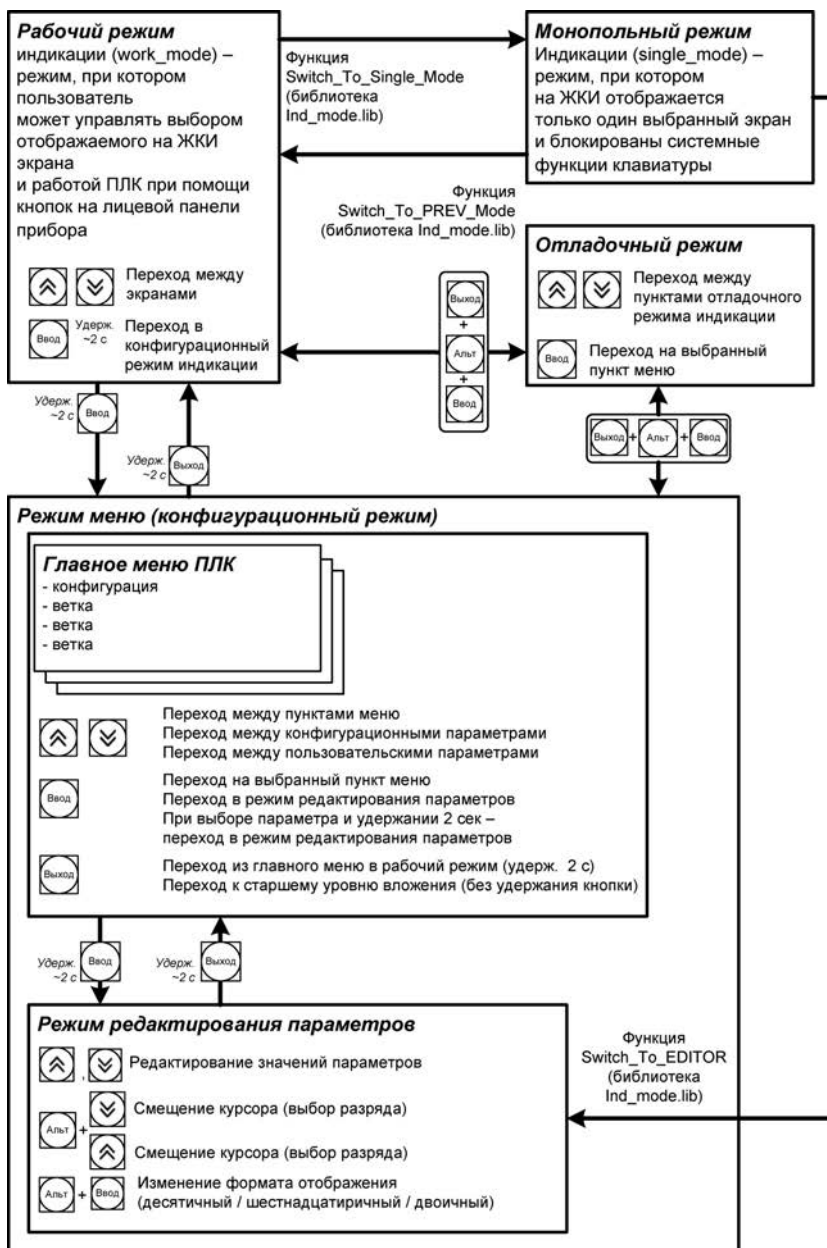 Рабочий режим
индикации (work_mode) –
режим, при котором
пользователь
может управлять выбором
отображаемого на ЖКИ
экрана
и работой ПЛК при помощи
кнопок на лицевой панели
прибора
Переход между
экранами
Ввод
Удерж.
~2 с
Переход в
конфигурационный
режим индикации
Функция
Switch_To_Single_Mode
(библиотека
Ind_mode.lib)
Монопольный режим
Индикации (single_mode) –
режим, при котором
на ЖКИ отображается
только один выбранный экран
и блокированы системные
функции клавиатуры
Функция
Switch_To_PREV_Mode
(библиотека Ind_mode.lib)
Выход
+
Альт
+
Ввод
Отладочный режим
Переход между
пунктами отладочного
режима индикации
Ввод
Переход на выбранный
пункт меню
Удерж.
~2 с
Ввод
Удерж.
~2 с
Выход
Выход + Альт + Ввод
Режим меню (конфигурационный режим)
Главное меню ПЛК
- конфигурация
- ветка
- ветка
- ветка
Переход между пунктами меню
Переход между конфигурационными параметрами
Переход между пользовательскими параметрами
Ввод
Переход на выбранный пункт меню
Переход в режим редактирования параметров
При выборе параметра и удержании 2 сек –
переход в режим редактирования параметров
Выход
Переход из главного меню в рабочий режим (удерж. 2 с)
Переход к старшему уровню вложения (без удержания кнопки)
Удерж.
~2 с
Ввод
Удерж.
~2 с
Выход
Режим редактирования параметров
, Редактирование значений параметров
Альт +
Смещение курсора (выбор разряда)
Смещение курсора (выбор разряда)
Альт + Ввод
Изменение формата отображения
(десятичный / шестнадцатиричный / двоичный)
Функция
Switch_To_EDITOR
(библиотека
Ind_mode.lib)